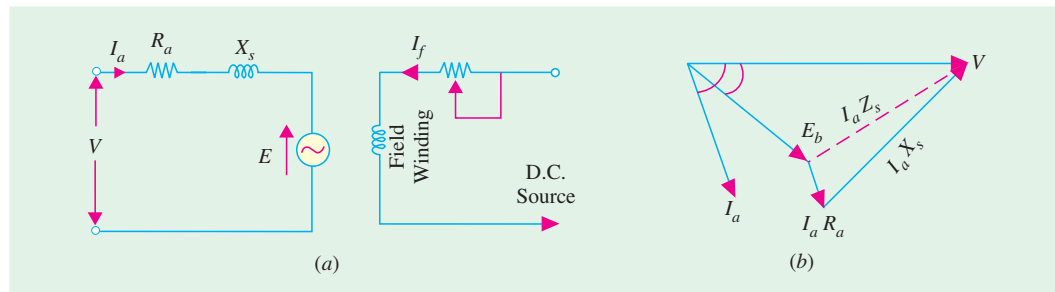 I_a
R_a
X_s
V
E
(a)
I_f
Field
Winding
D.C.
Source
V
E_b
I_a Z_s
I_a X_s
I_a
I_a R_a
(b)